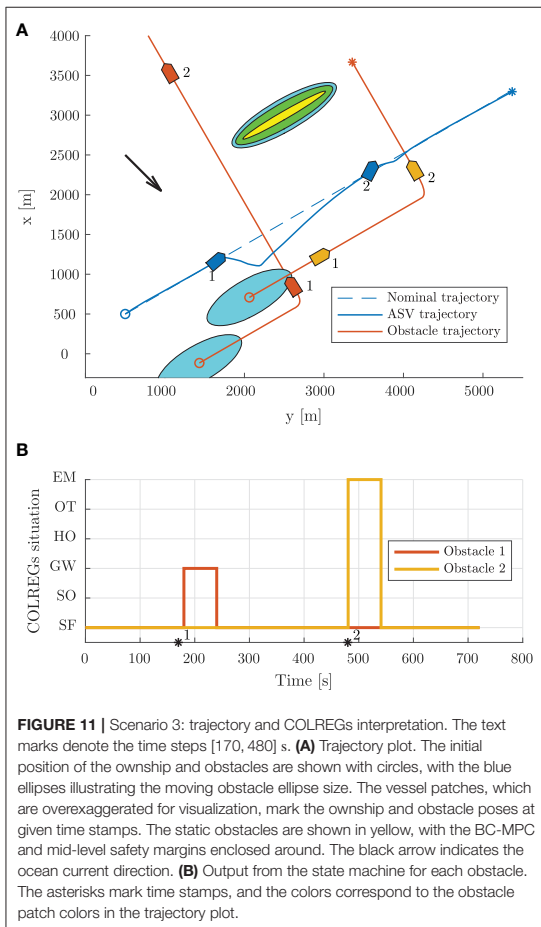 A
4000
3500
3000
2500
2000
1500
1000
500
0
x [m]
2
2
2
1
1
1
Nominal trajectory
ASV trajectory
Obstacle trajectory
0 1000 2000 3000 4000 5000
y [m]
B
EM
OT
HO
GW
SO
SF
COLREGs situation
Obstacle 1
Obstacle 2
1
2
0 100 200 300 400 500 600 700 800
Time [s]
FIGURE 11 | Scenario 3: trajectory and COLREGs interpretation. The text
marks denote the time steps [170, 480] s. (A) Trajectory plot. The initial
position of the ownship and obstacles are shown with circles, with the blue
ellipses illustrating the moving obstacle ellipse size. The vessel patches, which
are overexaggerated for visualization, mark the ownship and obstacle poses at
given time stamps. The static obstacles are shown in yellow, with the BC-MPC
and mid-level safety margins enclosed around. The black arrow indicates the
ocean current direction. (B) Output from the state machine for each obstacle.
The asterisks mark time stamps, and the colors correspond to the obstacle
patch colors in the trajectory plot.